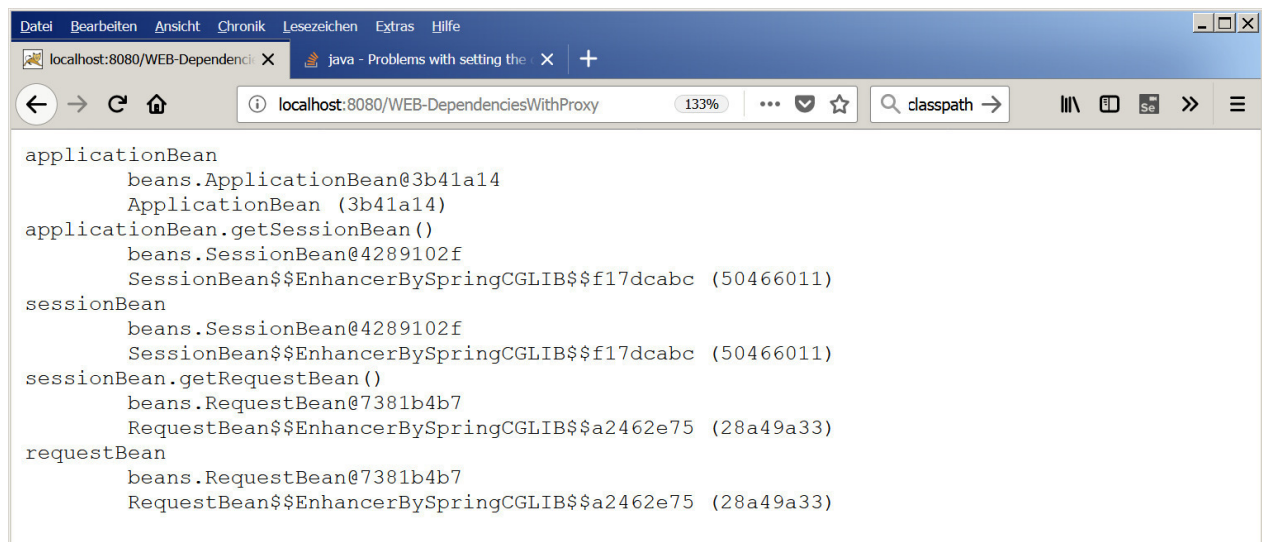 Datei Bearbeiten Ansicht Chronik Lesezeichen Extras Hilfe
localhost:8080/WEB-Dependenci java - Problems with setting the
localhost:8080/WEB-DependenciesWithProxy 133% classpath Se
applicationBean
beans.ApplicationBean@3b41a14
ApplicationBean (3b41a14)
applicationBean.getSessionBean()
beans.SessionBean@4289102f
SessionBean$$EnhancerBySpringCGLIB$$f17dcabc (50466011)
sessionBean
beans.SessionBean@4289102f
SessionBean$$EnhancerBySpringCGLIB$$f17dcabc (50466011)
sessionBean.getRequestBean()
beans.RequestBean@7381b4b7
RequestBean$$EnhancerBySpringCGLIB$$a2462e75 (28a49a33)
requestBean
beans.RequestBean@7381b4b7
RequestBean$$EnhancerBySpringCGLIB$$a2462e75 (28a49a33)